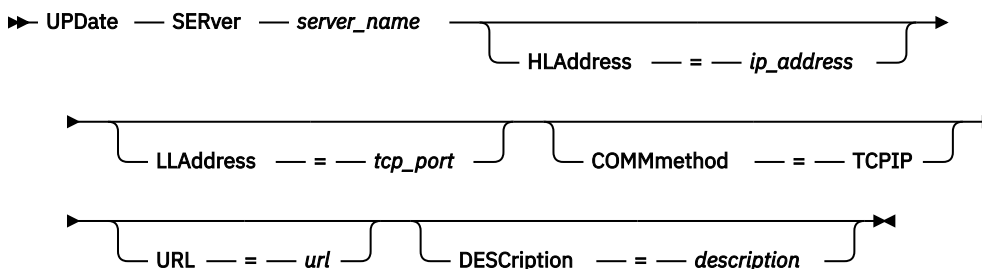 UPDate SERver server_name
HLAddress = ip_address
LLAddress = tcp_port COMMmethod = TCPIP
URL = url DESCription = description